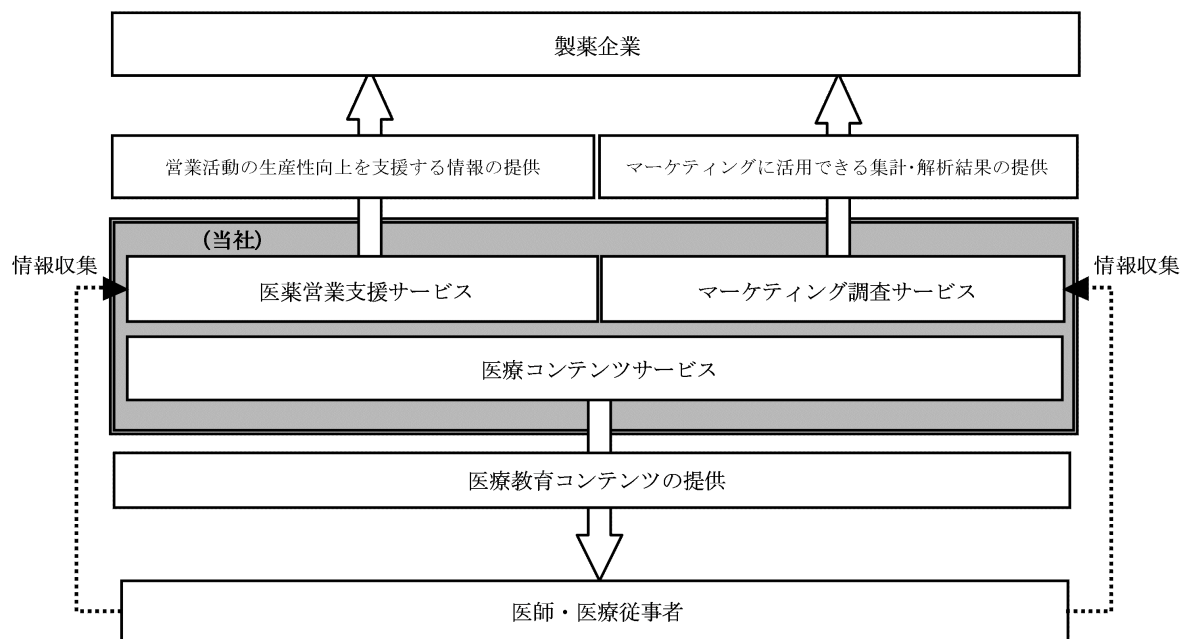 製薬企業
営業活動の生産性向上を支援する情報の提供
マーケティングに活用できる集計・解析結果の提供
（当社）
情報収集
情報収集
医薬営業支援サービス
マーケティング調査サービス
医療コンテンツサービス
医療教育コンテンツの提供
医師・医療従事者